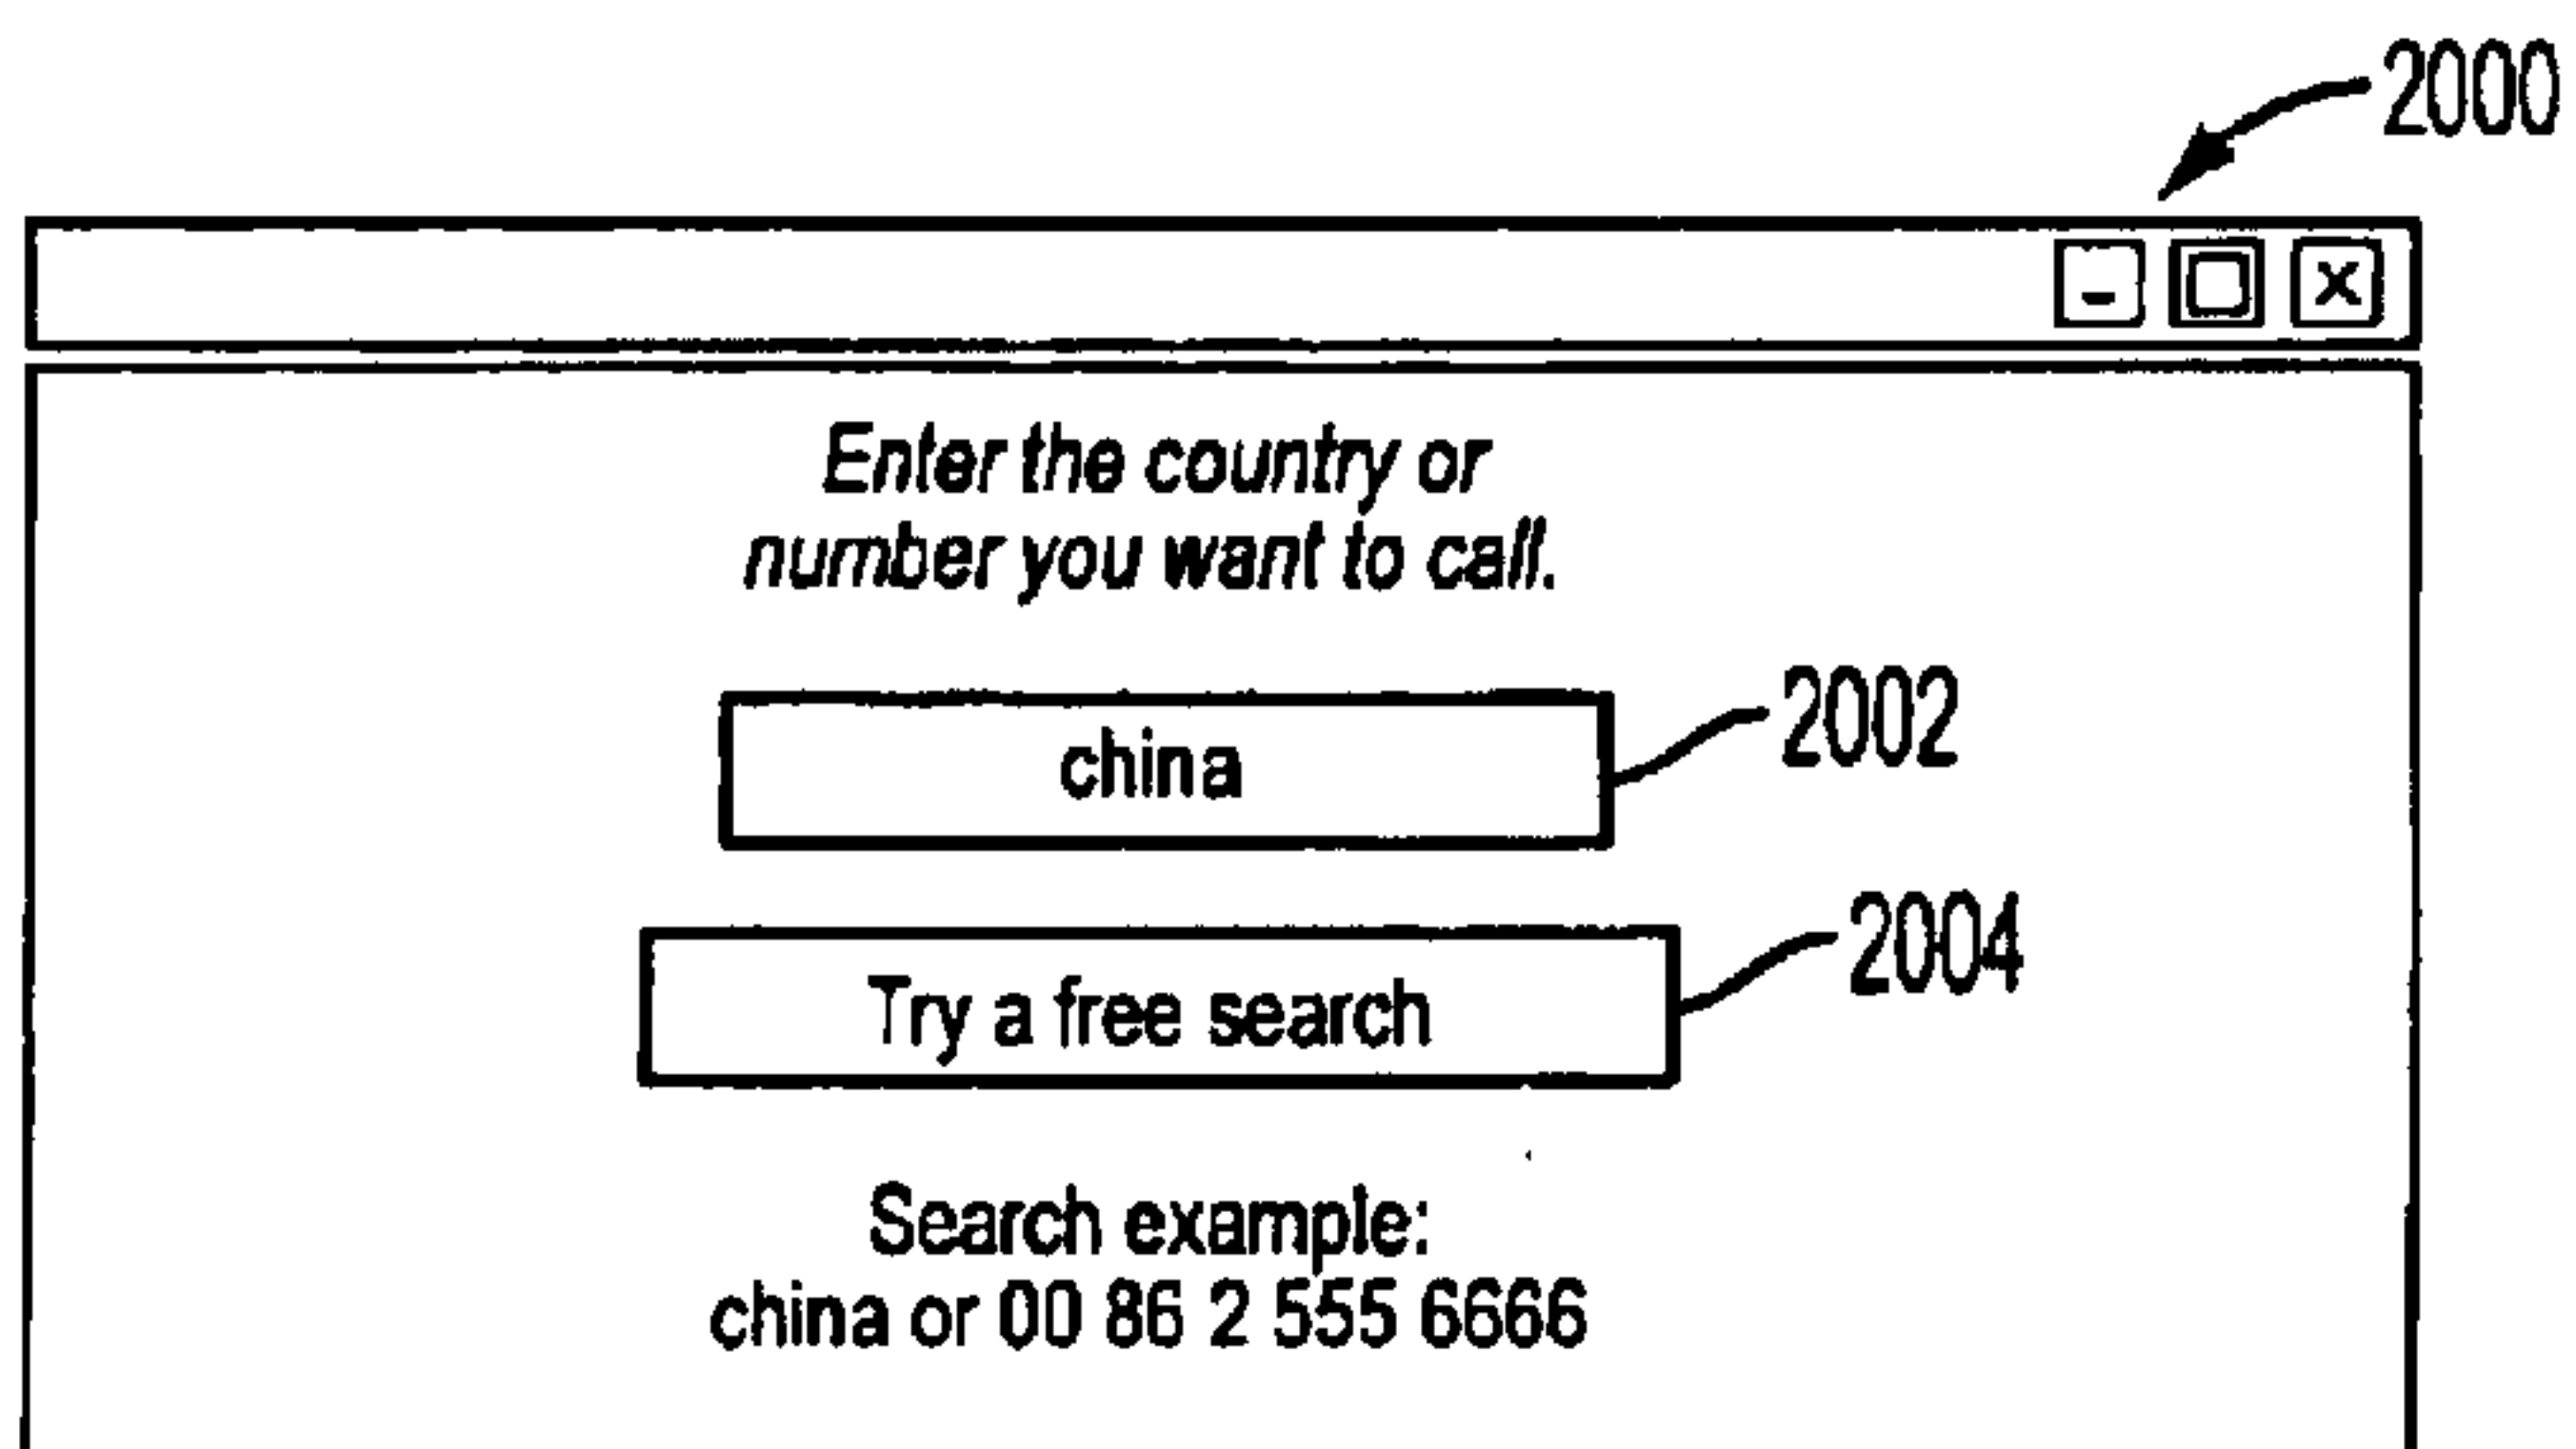 2000
Enter the country or
number you want to call.
china
2002
Try a free search
2004
Search example:
china or 00 86 2 555 6666